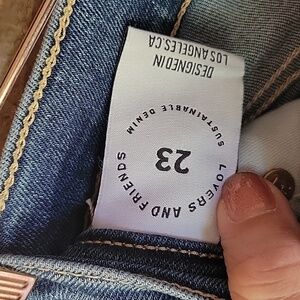 DESIGNED IN
LOS ANGELES, CA
SUSTAINABLE DENIM
23
LOVERS AND FRIENDS